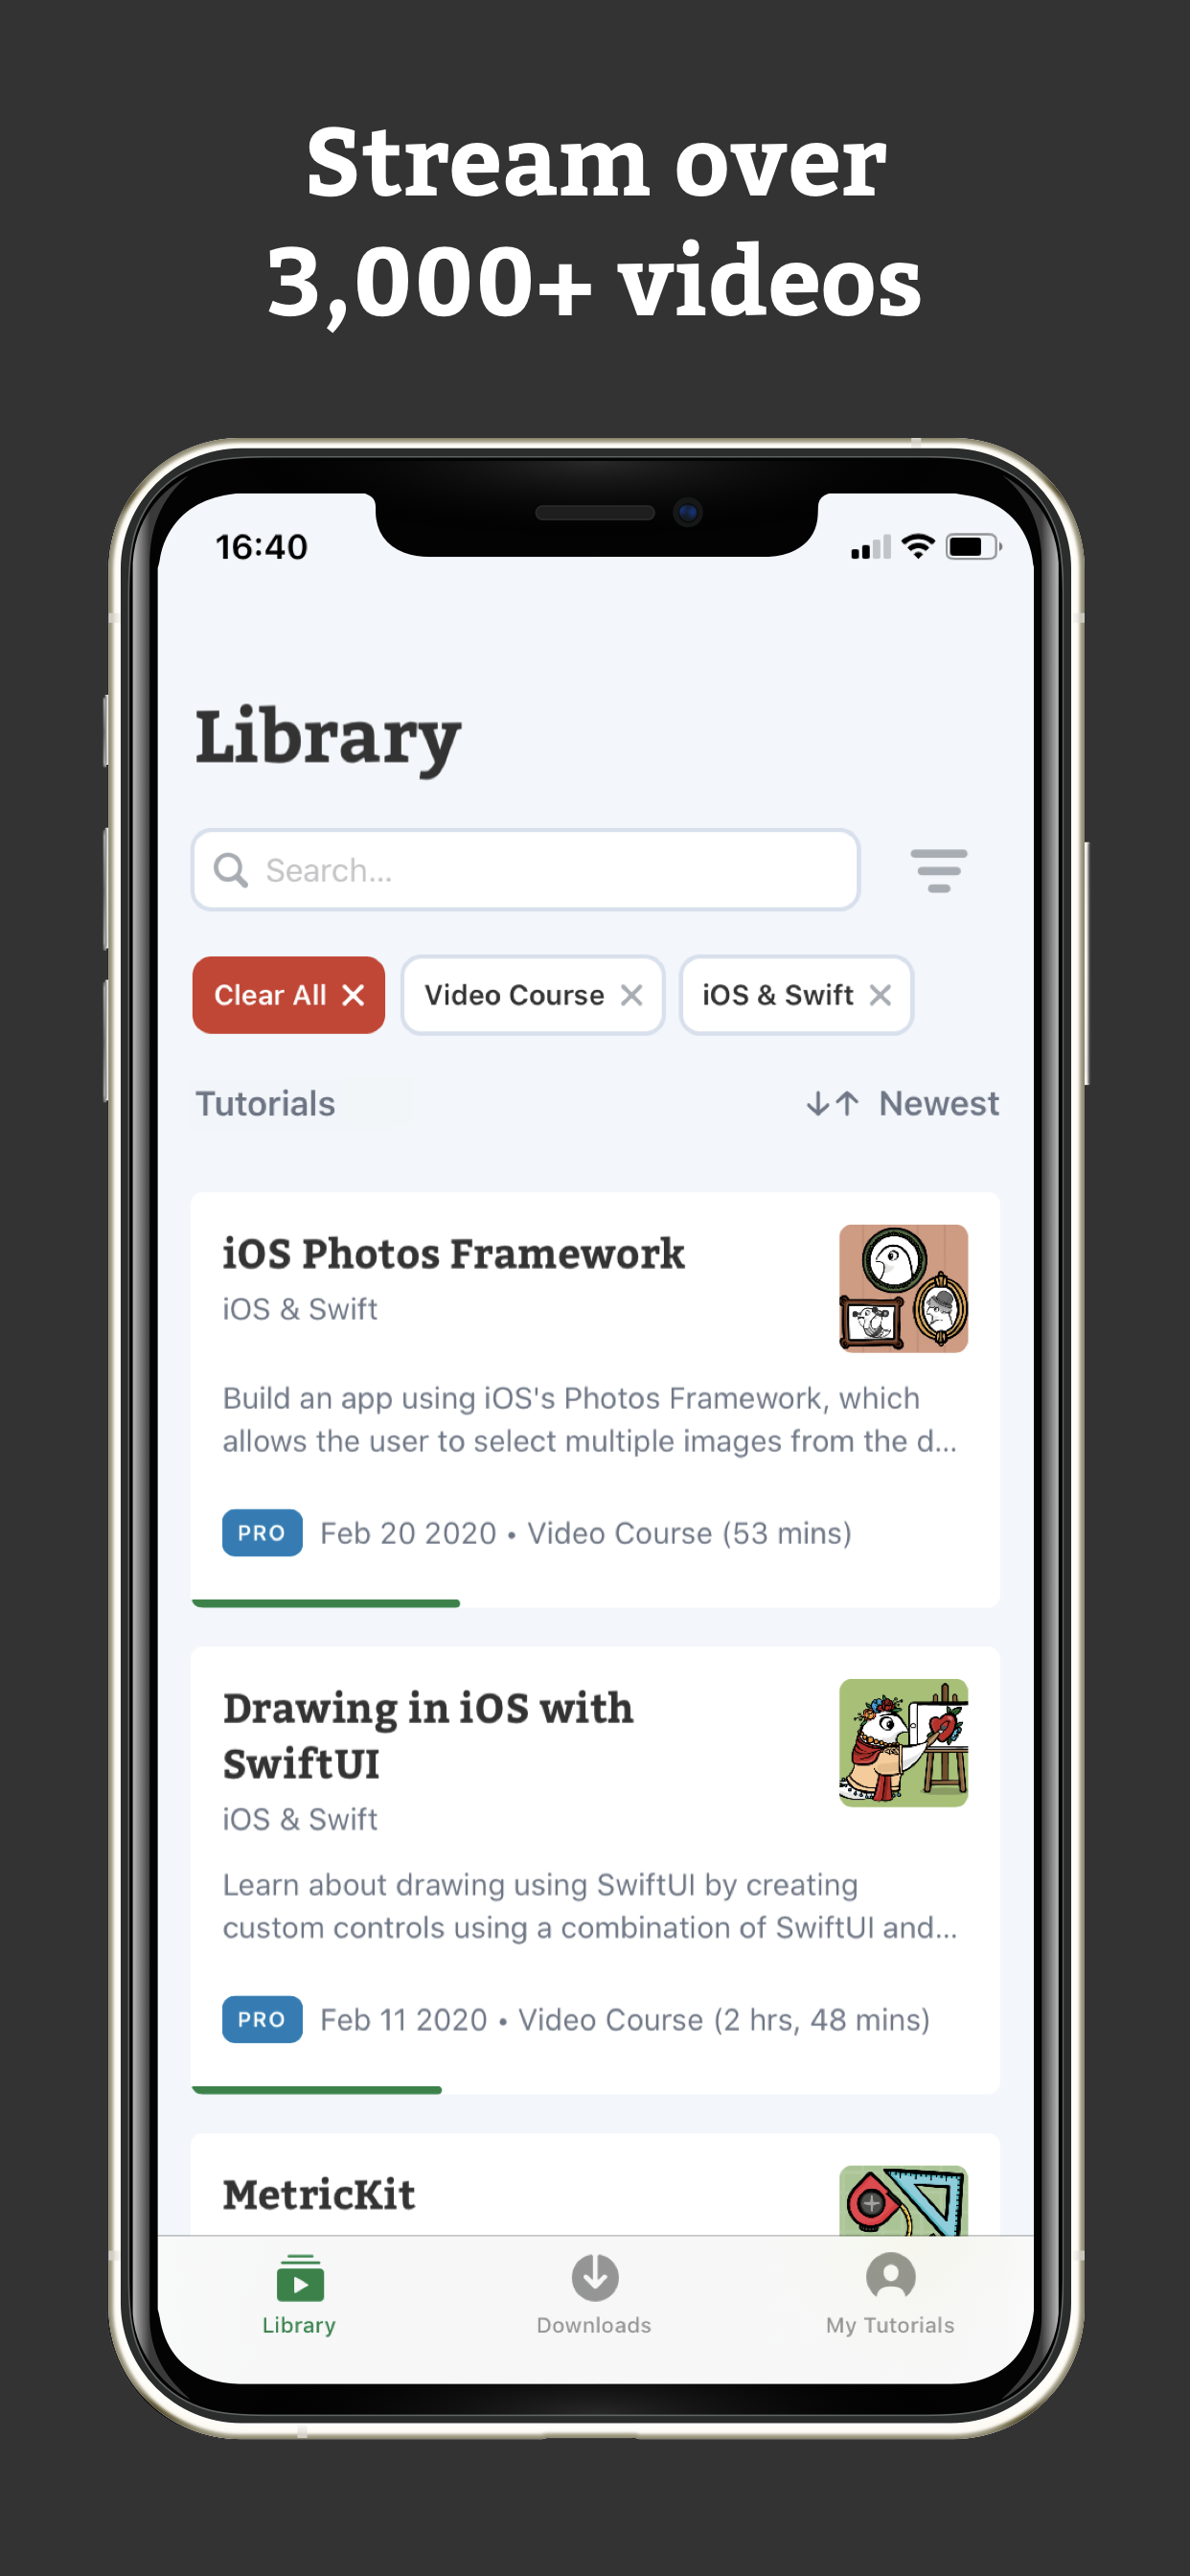 Stream over
3,000+ videos
16:40
Library
Search...
Clear All
Video Course
iOS & Swift
Tutorials
Newest
iOS Photos Framework
iOS & Swift
Build an app using iOS's Photos Framework, which
allows the user to select multiple images from the d...
PRO Feb 20 2020 • Video Course (53 mins)
Drawing in iOS with
SwiftUI
iOS & Swift
Learn about drawing using SwiftUI by creating
custom controls using a combination of SwiftUI and...
PRO Feb 11 2020 • Video Course (2 hrs, 48 mins)
MetricKit
Library
Downloads
My Tutorials